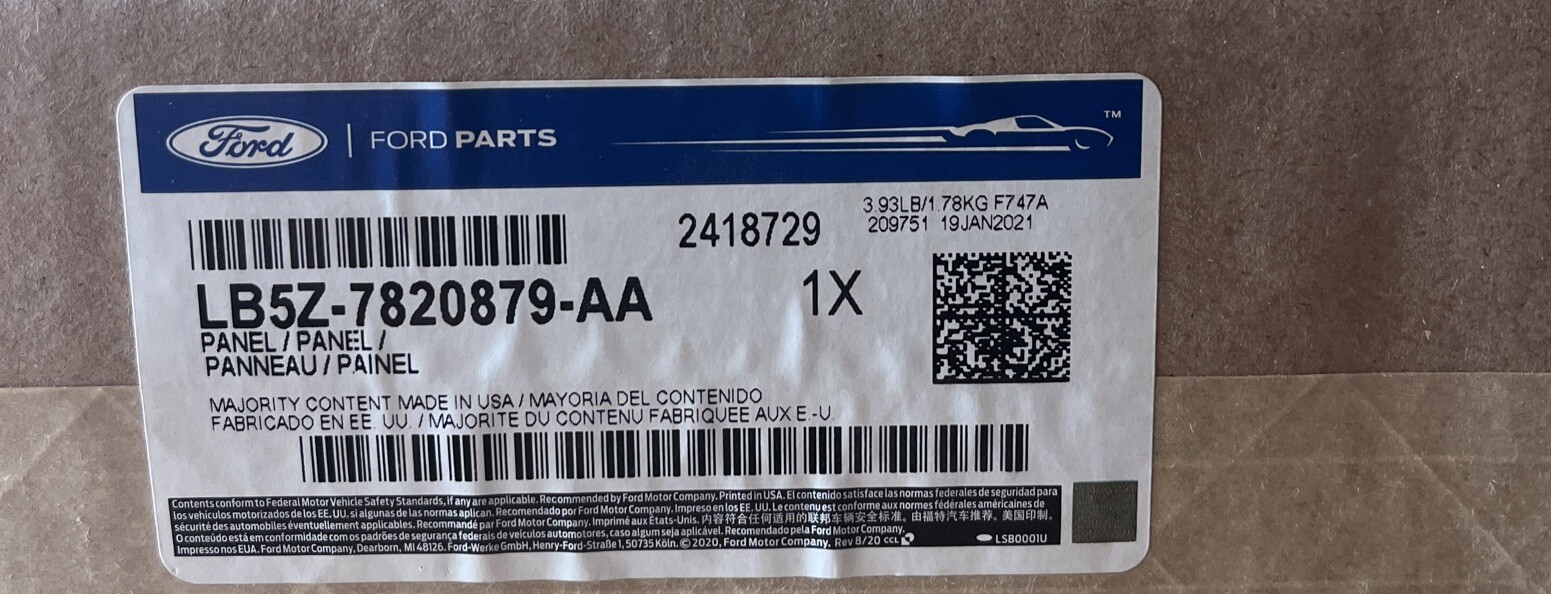 Ford | FORD PARTS
TM
2418729
3.93LB/1.78KG F747A
209751 19JAN2021
LB5Z-7820879-AA
1X
PANEL / PANEL /
PANNEAU / PAINEL
MAJORITY CONTENT MADE IN USA / MAYORIA DEL CONTENIDO
FABRICADO EN EE. UU. / MAJORITE DU CONTENU FABRIQUEE AUX E.-U.
Contents conform to Federal Motor Vehicle Safety Standards, if any are applicable. Recommended by Ford Motor Company. Printed in USA. El contenido satisface las normas federales de seguridad para
los vehículos motorizados de los EE. UU. si algunas de las normas aplican. Recomendado por Ford Motor Company. Impreso en los EE. UU. Le contenu est conforme aux normes fédérales américaines de
sécurité des automobiles éventuellement applicables. Recommandé par Ford Motor Company. Imprimé aux États-Unis. 内容符合任何适用的联邦车辆安全标准。由福特汽车推荐。美国印制。
O conteúdo está em conformidade com os padrões de segurança federais de veículos automotores, caso algum seja aplicável. Recomendado pela Ford Motor Company.
Impresso nos EUA. Ford Motor Company, Dearborn, MI 48126. Ford-Werke GmbH, Henry-Ford-Straße 1, 50735 Köln. © 2020, Ford Motor Company. Rev 8/20 CCL
LSB0001U